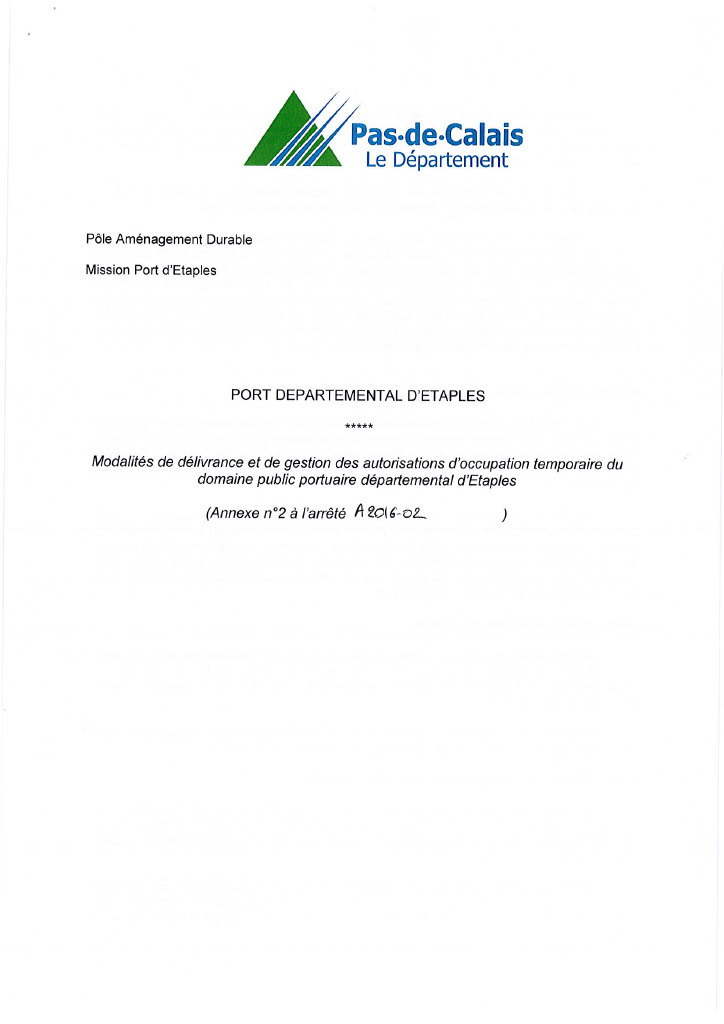 Pas-de-Calais
Le Département
Pôle Aménagement Durable
Mission Port d'Etaples
PORT DEPARTEMENTAL D'ETAPLES
*****
Modalités de délivrance et de gestion des autorisations d'occupation temporaire du
domaine public portuaire départemental d'Etaples
(Annexe n°2 à l'arrêté A2016-02 )